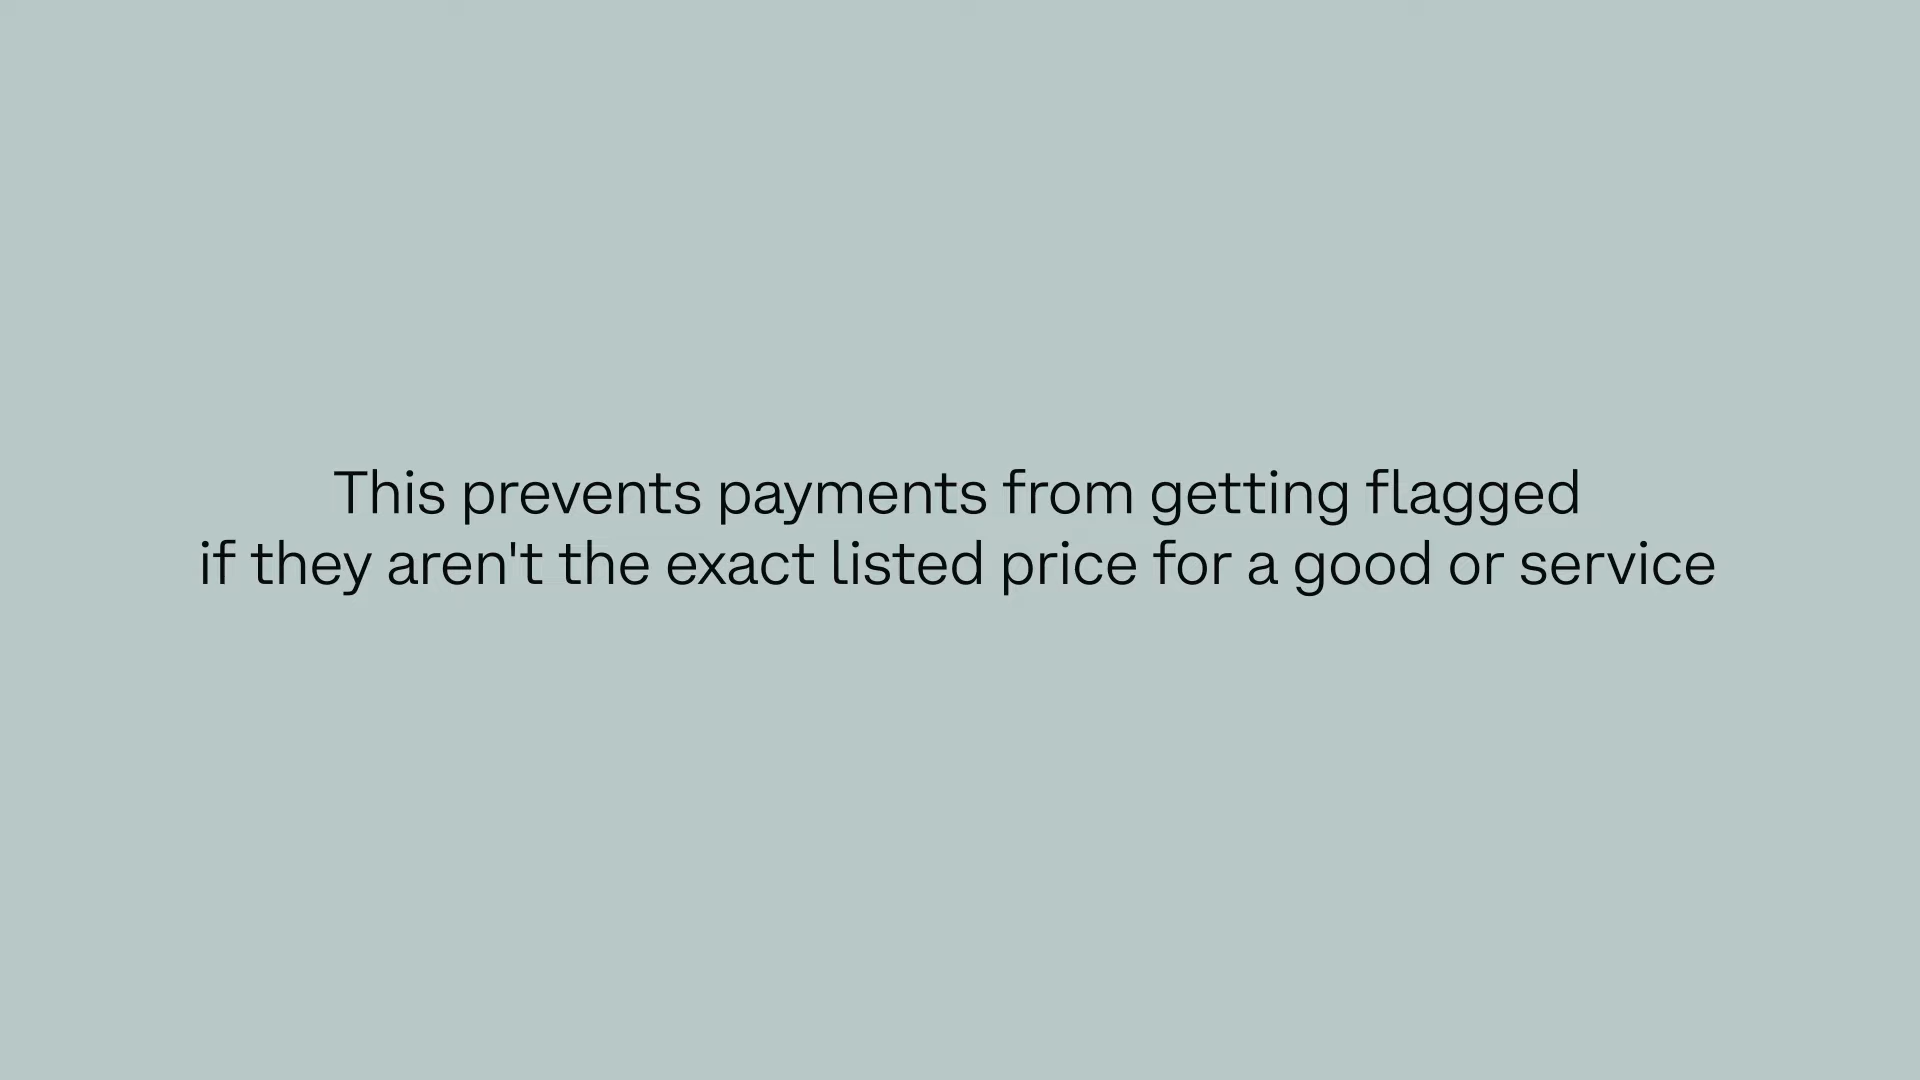 This prevents payments from getting flagged
if they aren't the exact listed price for a good or service